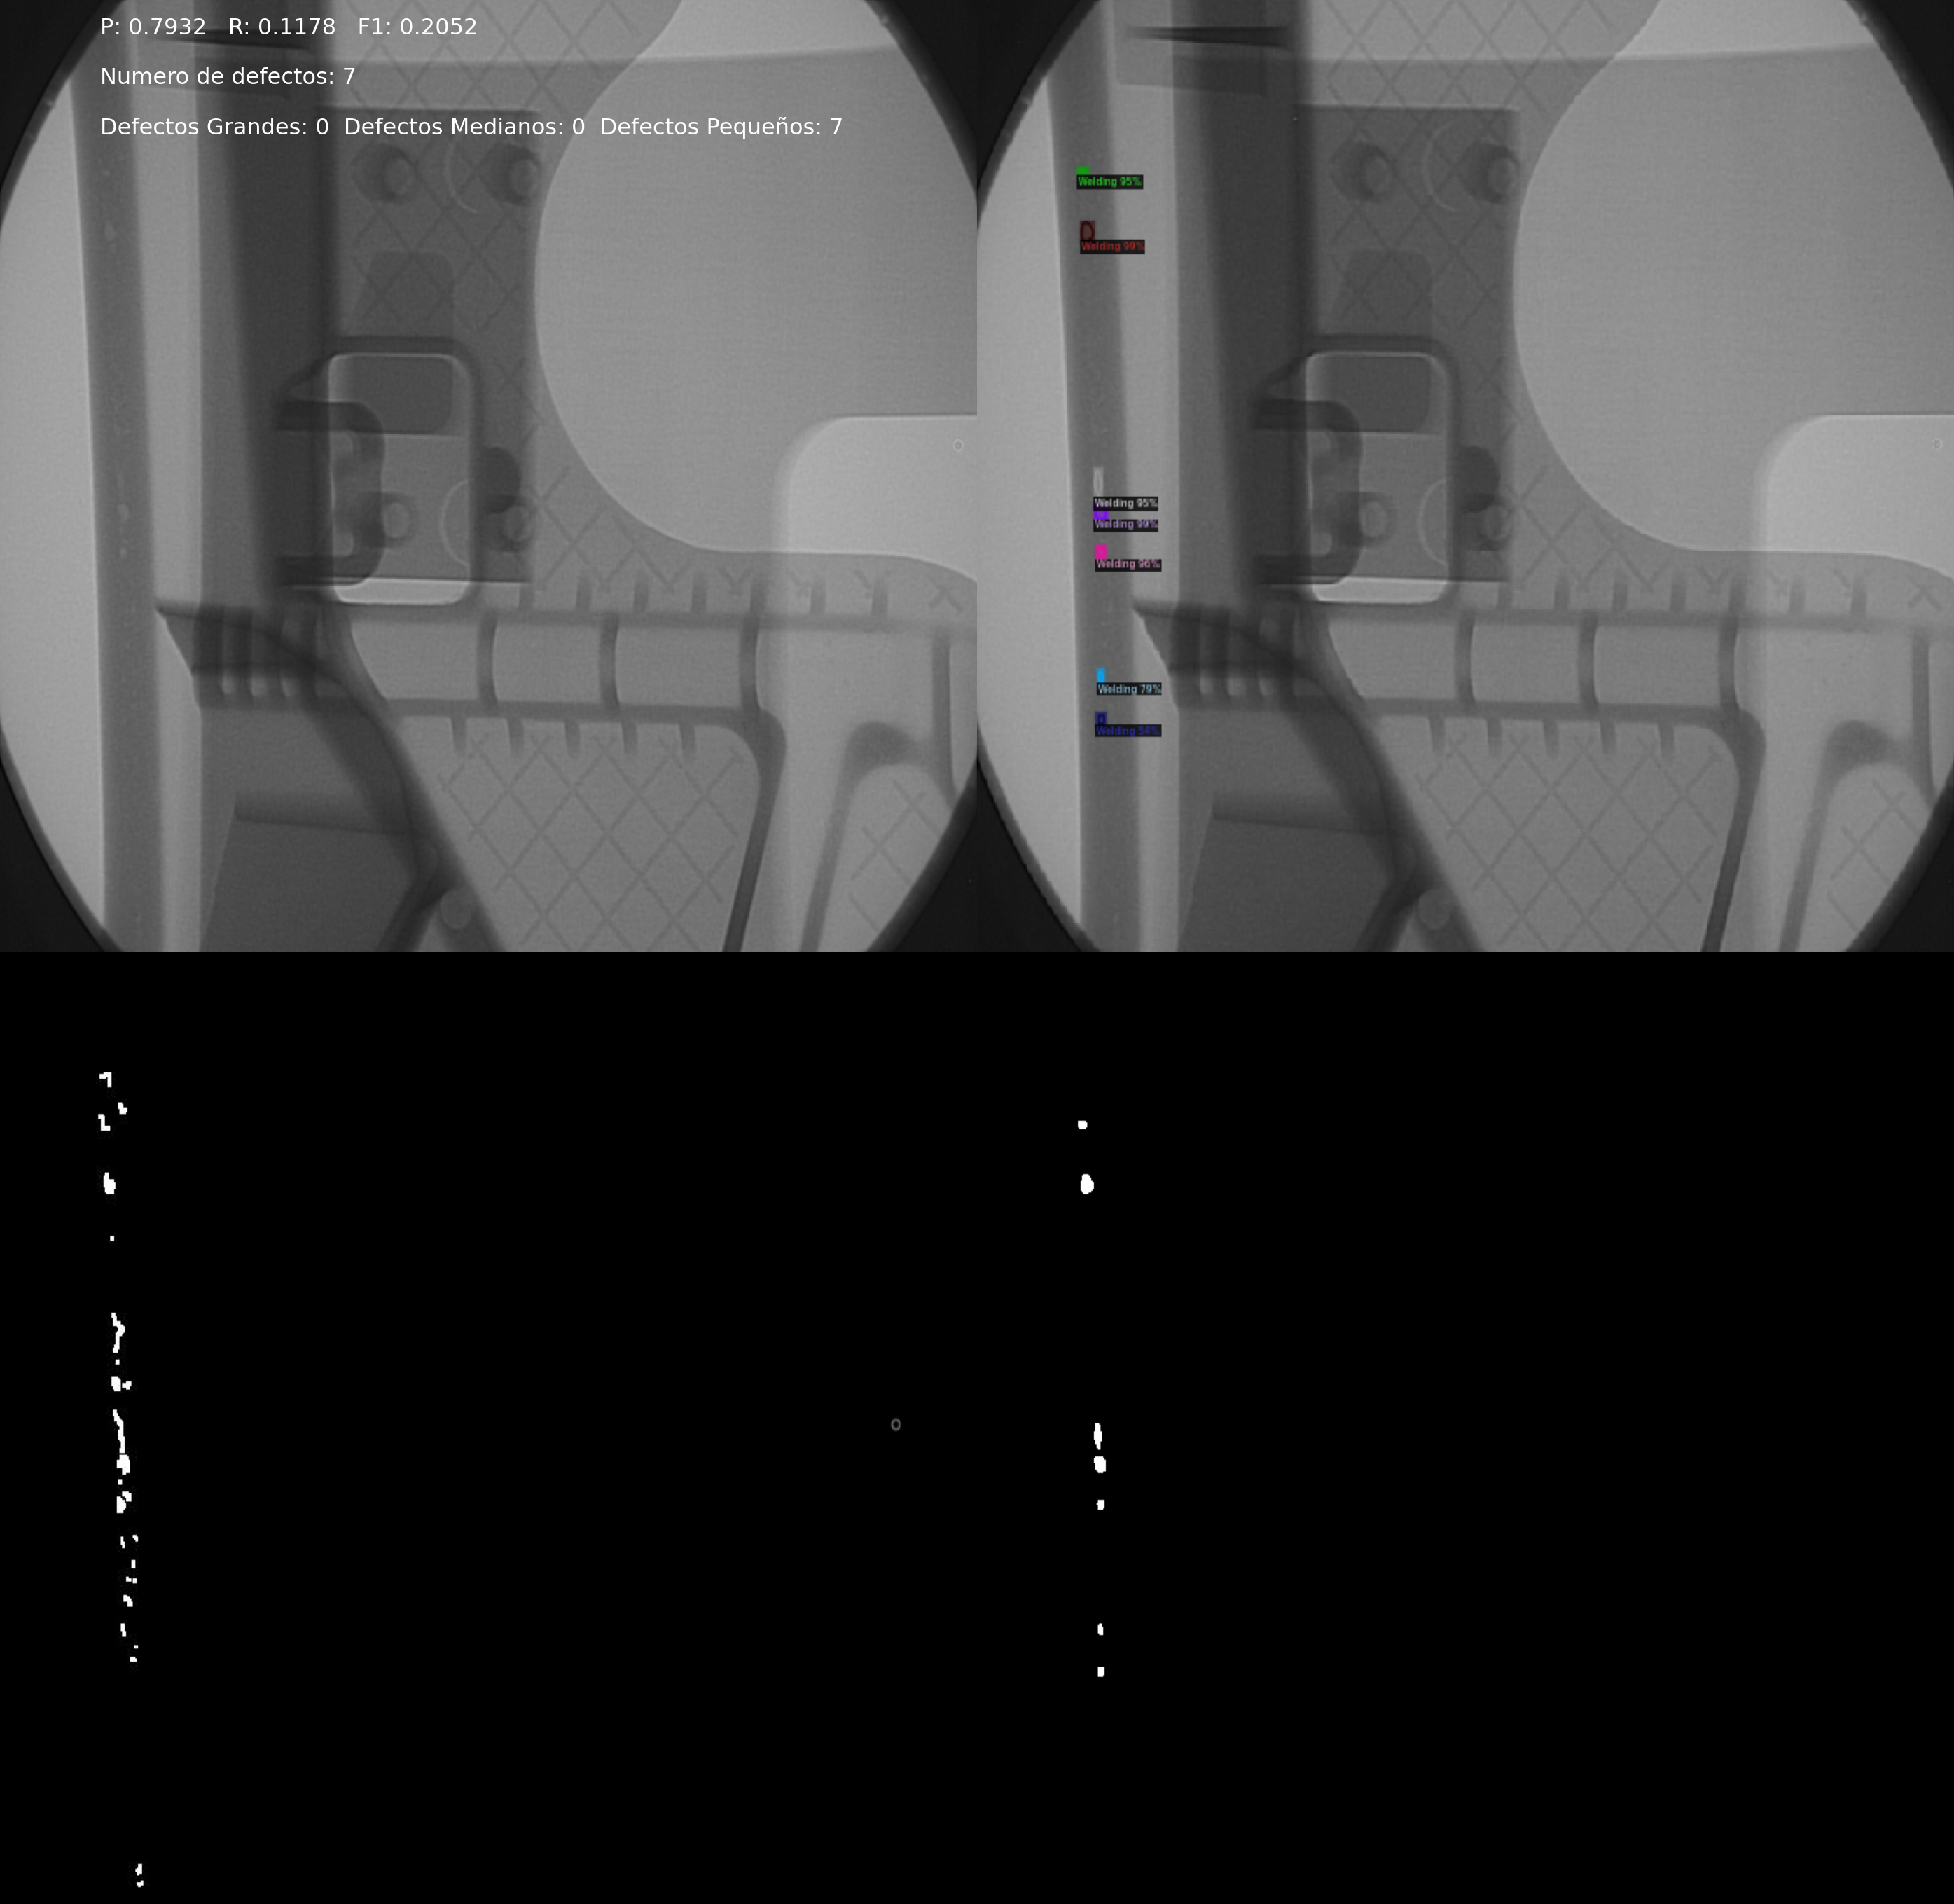 P: 0.7932   R: 0.1178   F1: 0.2052
Numero de defectos: 7
Defectos Grandes: 0  Defectos Medianos: 0  Defectos Pequeños: 7
Welding 95%
Welding 99%
Welding 95%
Welding 99%
Welding 96%
Welding 79%
Welding